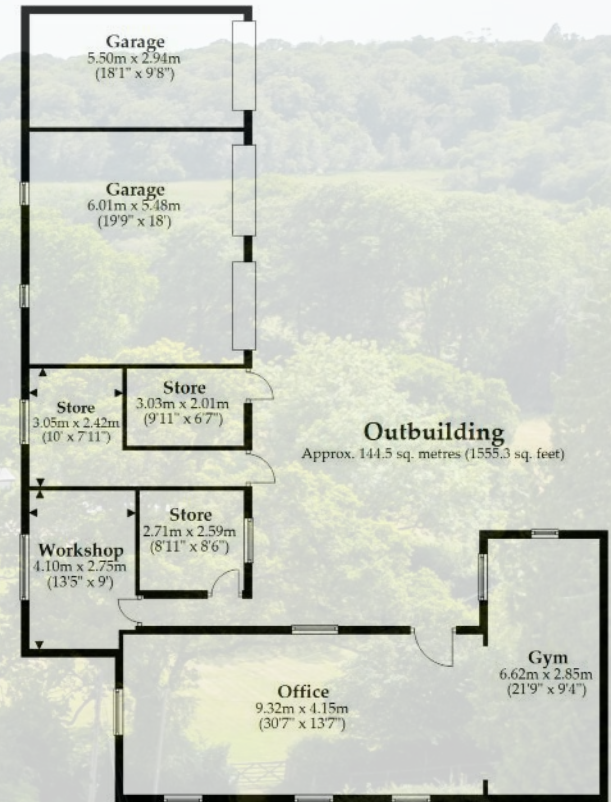 Garage
5.50m x 2.94m
(18'1" x 9'8")
Garage
6.01m x 5.48m
(19'9" x 18')
Store
3.03m x 2.01m
(9'11" x 6'7")
Store
3.05m x 2.42m
(10' x 7'11")
Outbuilding
Approx. 144.5 sq. metres (1555.3 sq. feet)
Store
2.71m x 2.59m
(8'11" x 8'6")
Workshop
4.10m x 2.75m
(13'5" x 9')
Gym
6.62m x 2.85m
(21'9" x 9'4")
Office
9.32m x 4.15m
(30'7" x 13'7")